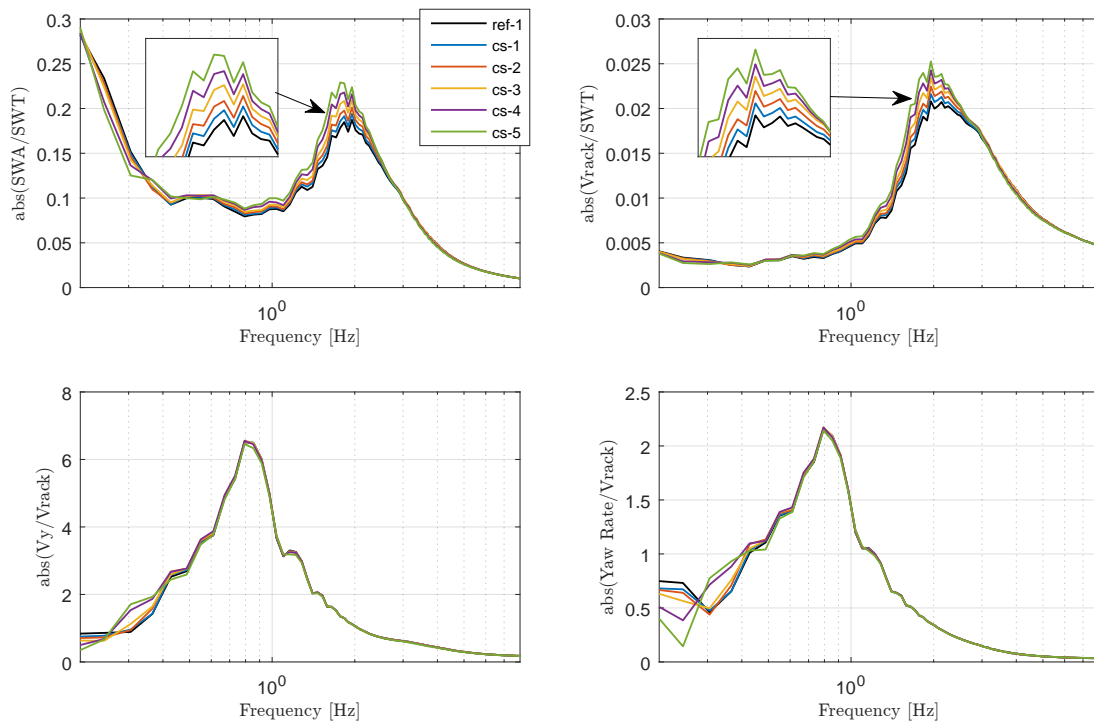 0.3
0.25
0.2
0.15
0.1
0.05
0
abs(SWA/SWT)
10^0
Frequency [Hz]
ref-1
cs-1
cs-2
cs-3
cs-4
cs-5
0.03
0.025
0.02
0.015
0.01
0.005
0
abs(Vrack/SWT)
10^0
Frequency [Hz]
8
6
4
2
0
abs(Vy/Vrack)
10^0
Frequency [Hz]
2.5
2
1.5
1
0.5
0
abs(Yaw Rate/Vrack)
10^0
Frequency [Hz]